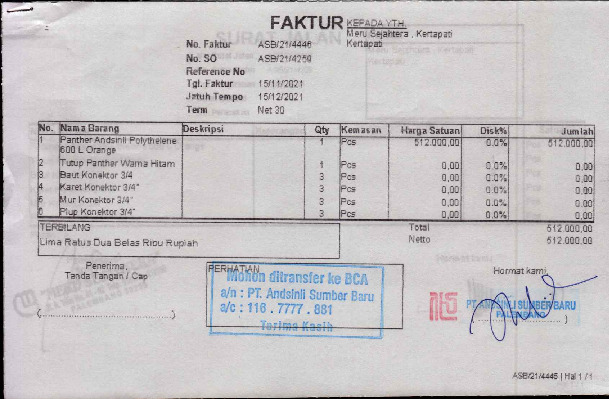 FAKTUR
KEPADA YTH.
Meru Sejahtera , Kertapati
Kertapati
No. Faktur ASB/21/4446
No. SO ASB/21/4250
Reference No
Tgl. Faktur 15/11/2021
Jatuh Tempo 15/12/2021
Term Net 30
No. Nama Barang Deskripsi Qty Kemasan Harga Satuan Disk% Jumlah
1 Panther Andsinli Polythelene 1 Pcs 512.000,00 0.0% 512.000,00
600 L Orange
2 Tutup Panther Warna Hitam 1 Pcs 0,00 0.0% 0,00
3 Baut Konektor 3/4 3 Pcs 0,00 0.0% 0,00
4 Karet Konektor 3/4" 3 Pcs 0,00 0.0% 0,00
5 Mur Konektor 3/4" 3 Pcs 0,00 0.0% 0,00
6 Plup Konektor 3/4" 3 Pcs 0,00 0.0% 0,00
TERBILANG
Lima Ratus Dua Belas Ribu Rupiah
Total 512.000,00
Netto 512.000,00
Penerima,
Tanda Tangan / Cap
PERHATIAN
Mohon ditransfer ke BCA
a/n : PT. Andsinli Sumber Baru
a/c : 116 . 7777 . 881
Terima Kasih
Hormat kami
PT. ANDSINLI SUMBER BARU
PALEMBANG
ASB/21/4446 | Hal 1 / 1